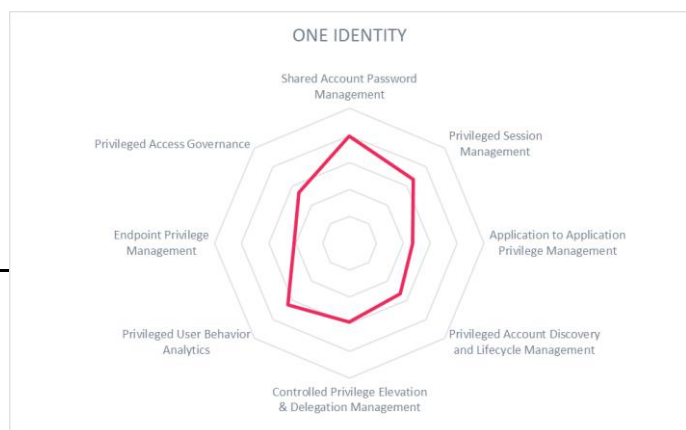 ONE IDENTITY
Shared Account Password
Management
Privileged Access Governance
Privileged Session
Management
Endpoint Privilege
Management
Application to Application
Privilege Management
Privileged User Behavior
Analytics
Privileged Account Discovery
and Lifecycle Management
Controlled Privilege Elevation
& Delegation Management